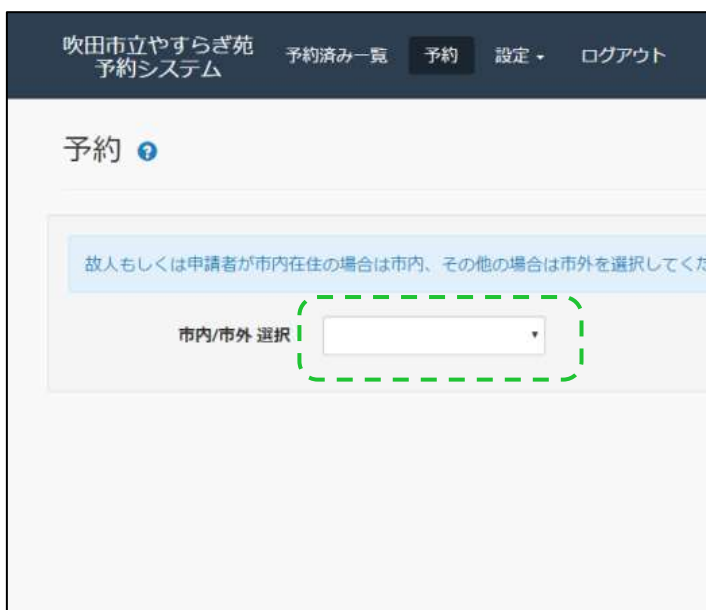 吹田市立やすらぎ苑
予約システム
予約済み一覧 予約 設定 ログアウト
予約
故人もしくは申請者が市内在住の場合は市内、その他の場合は市外を選択してくだ
市内/市外 選択